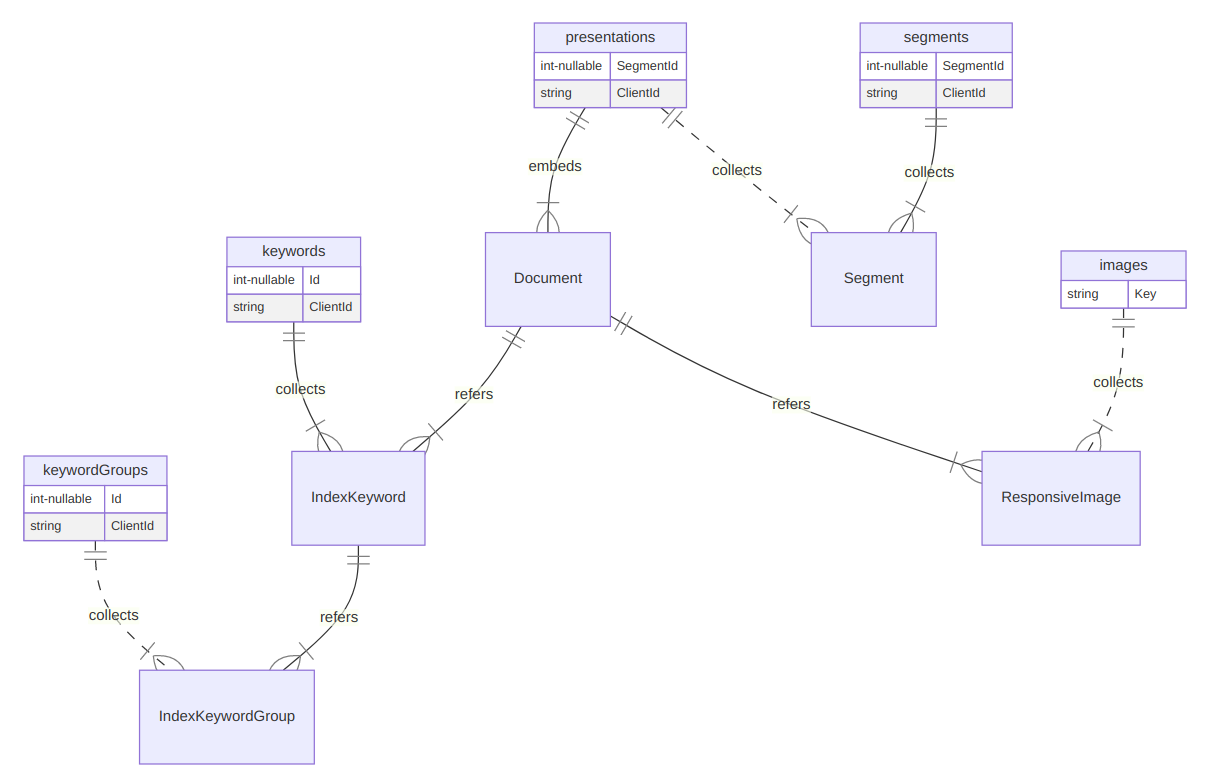 presentations
int-nullable SegmentId
string ClientId
segments
int-nullable SegmentId
string ClientId
embeds
collects
collects
keywords
int-nullable Id
string ClientId
Document
Segment
images
string Key
collects
refers
refers
collects
keywordGroups
int-nullable Id
string ClientId
IndexKeyword
ResponsiveImage
collects
refers
IndexKeywordGroup